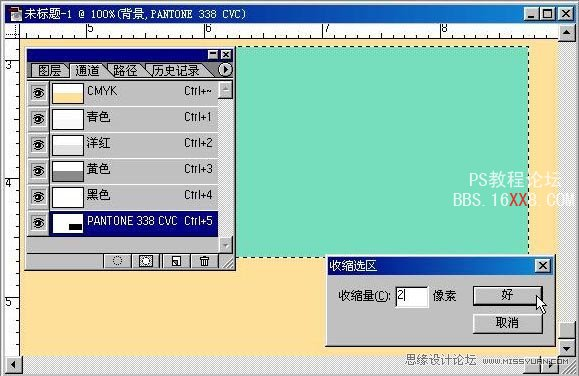 未标题-1 @ 100%(背景,PANTONE 338 CVC)
5 6 7 8
3
4
5
图层 通道 路径 历史记录
CMYK Ctrl+~
青色 Ctrl+1
洋红 Ctrl+2
黄色 Ctrl+3
黑色 Ctrl+4
PANTONE 338 CVC Ctrl+5
PS教程论坛
BBS.16XX8.COM
收缩选区
收缩量(C): 2 像素
好
取消
思缘设计论坛 WWW.MISSYUAN.COM